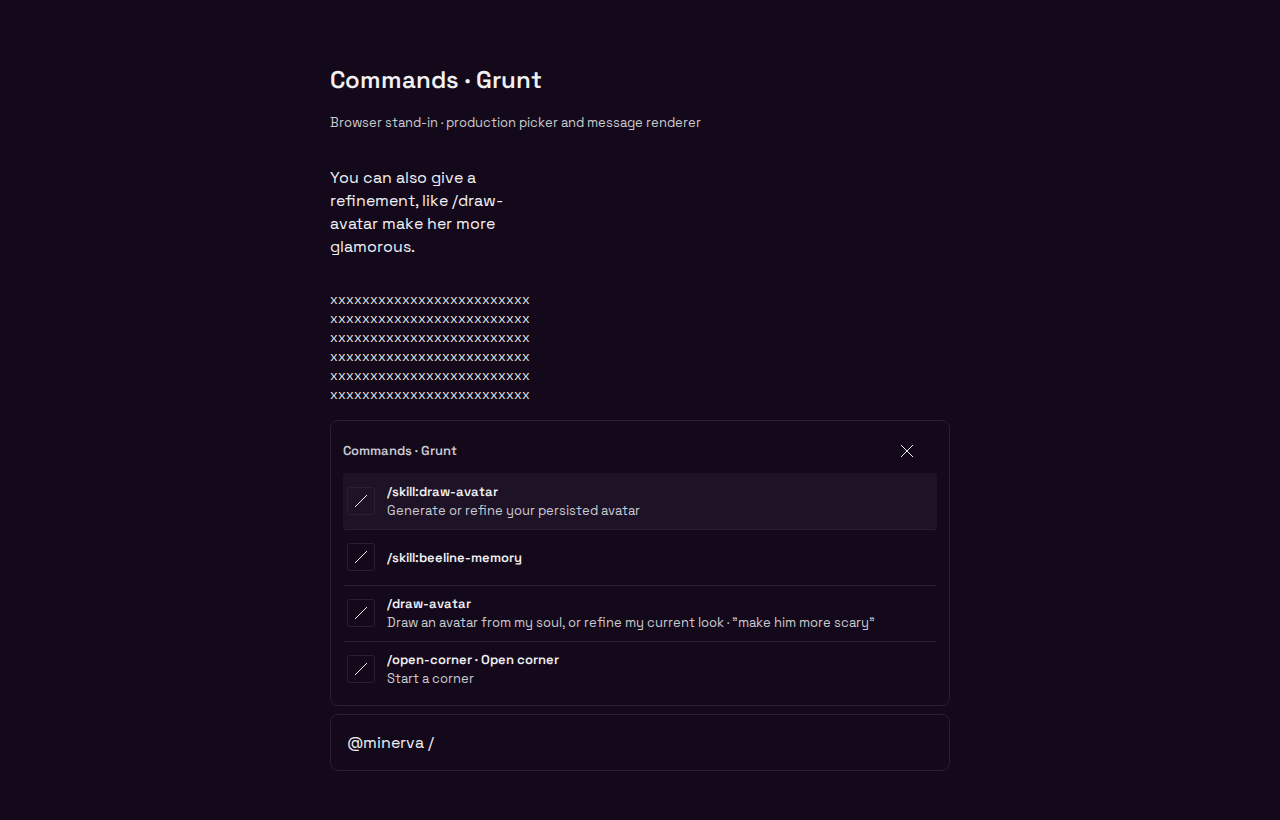 Commands · Grunt
Browser stand-in · production picker and message renderer
You can also give a
refinement, like /draw-
avatar make her more
glamorous.
xxxxxxxxxxxxxxxxxxxxxxxxx
xxxxxxxxxxxxxxxxxxxxxxxxx
xxxxxxxxxxxxxxxxxxxxxxxxx
xxxxxxxxxxxxxxxxxxxxxxxxx
xxxxxxxxxxxxxxxxxxxxxxxxx
xxxxxxxxxxxxxxxxxxxxxxxxx
Commands · Grunt
/skill:draw-avatar
Generate or refine your persisted avatar
/skill:beeline-memory
/draw-avatar
Draw an avatar from my soul, or refine my current look · "make him more scary"
/open-corner · Open corner
Start a corner
@minerva /